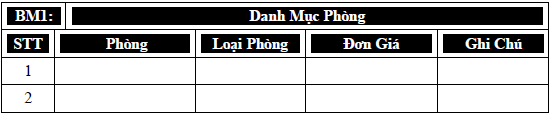 BM1: Danh Mục Phòng
STT Phòng Loại Phòng Đơn Giá Ghi Chú
1
2